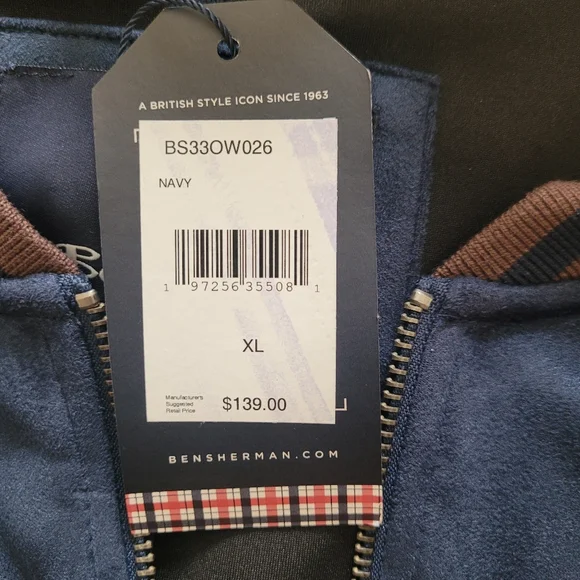 A BRITISH STYLE ICON SINCE 1963
BS33OW026
NAVY
1 97256 35508 1
XL
Manufacturer's
Suggested
Retail Price
$139.00
BENSHERMAN.COM